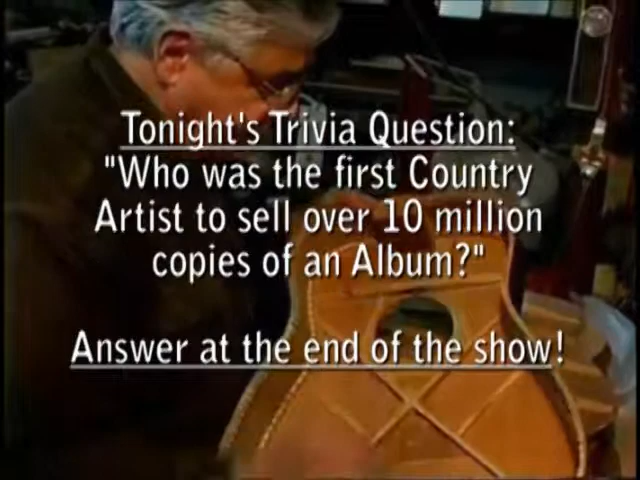 Tonight's Trivia Question:
"Who was the first Country
Artist to sell over 10 million
copies of an Album?"
Answer at the end of the show!